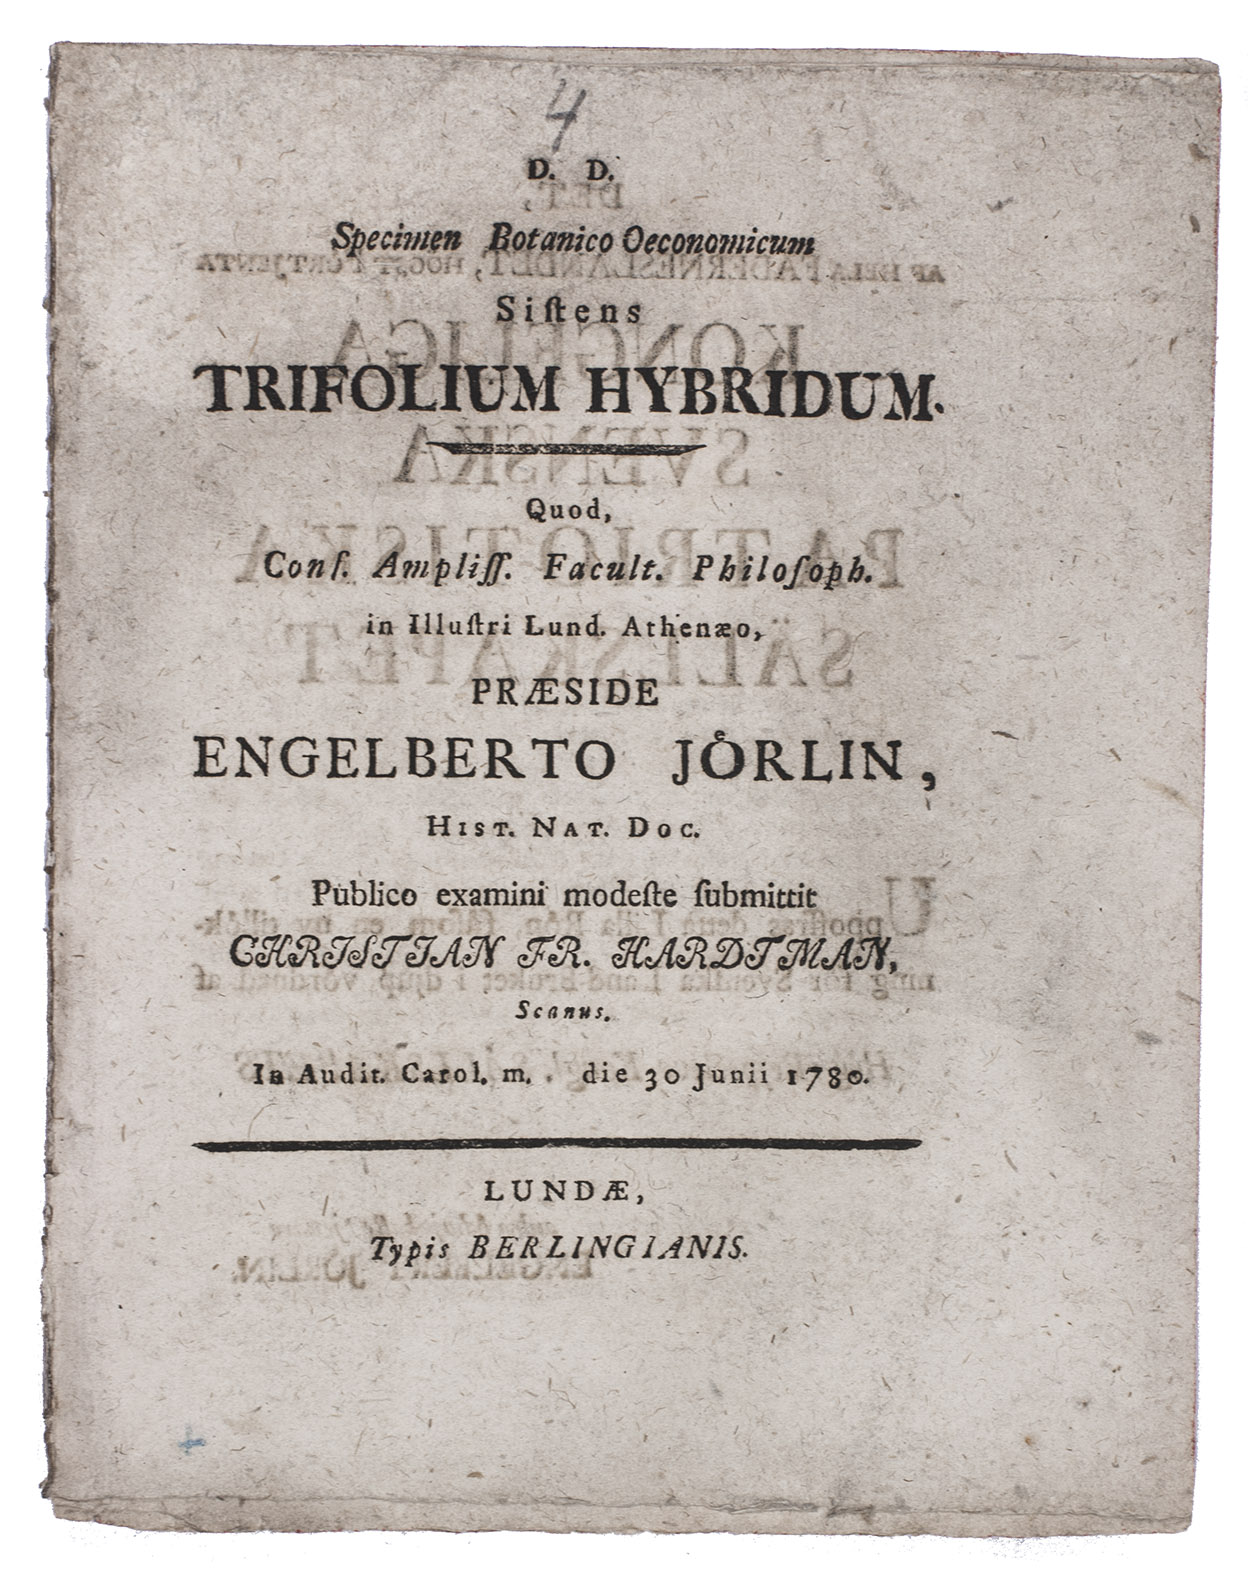 4
D. D.
Specimen Botanico Oeconomicum
Siſtens
TRIFOLIUM HYBRIDUM.
Quod,
Conſ. Ampliſſ. Facult. Philoſoph.
in Illuſtri Lund. Athenæo,
PRÆSIDE
ENGELBERTO JÖRLIN,
HIST. NAT. DOC.
Publico examini modeſte ſubmittit
CHRISTIAN FR. HARDTMAN,
Scanus.
In Audit. Carol. m. die 30 Junii 1780.
LUNDÆ,
Typis BERLINGIANIS.